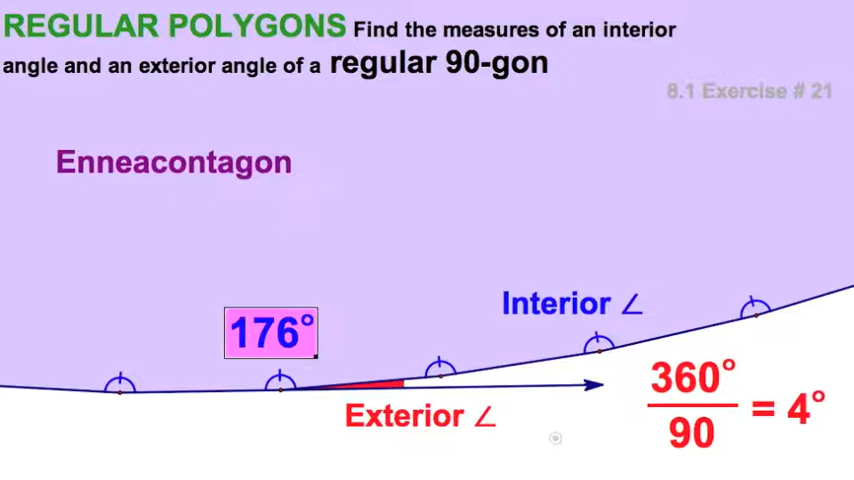 REGULAR POLYGONS Find the measures of an interior
angle and an exterior angle of a regular 90-gon
8.1 Exercise # 21
Enneacontagon
Interior ∠
176°
360°
90
= 4°
Exterior ∠